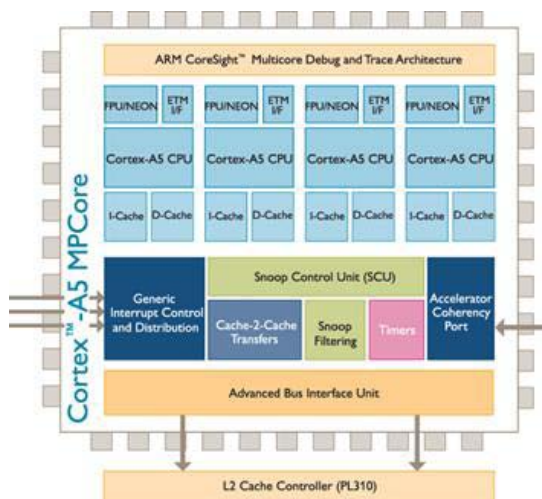 ARM CoreSight™ Multicore Debug and Trace Architecture
FPU/NEON
ETM
I/F
FPU/NEON
ETM
I/F
FPU/NEON
ETM
I/F
FPU/NEON
ETM
I/F
Cortex-A5 CPU
Cortex-A5 CPU
Cortex-A5 CPU
Cortex-A5 CPU
I-Cache
D-Cache
I-Cache
D-Cache
I-Cache
D-Cache
I-Cache
D-Cache
Cortex™-A5 MPCore
Generic
Interrupt Control
and Distribution
Snoop Control Unit (SCU)
Cache-2-Cache
Transfers
Snoop
Filtering
Timers
Accelerator
Coherency
Port
Advanced Bus Interface Unit
L2 Cache Controller (PL310)